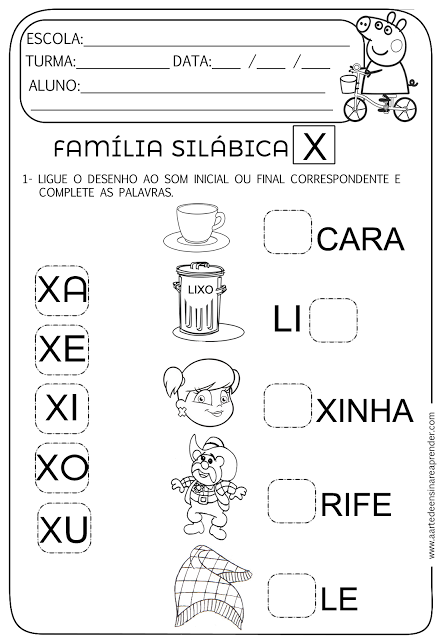 ESCOLA:
TURMA: DATA: / /
ALUNO:
FAMÍLIA SILÁBICA X
1- LIGUE O DESENHO AO SOM INICIAL OU FINAL CORRESPONDENTE E
COMPLETE AS PALAVRAS.
CARA
LIXO
XA
LI
XE
XI
XINHA
XO
RIFE
XU
LE
www.aartedeensinareaprender.com